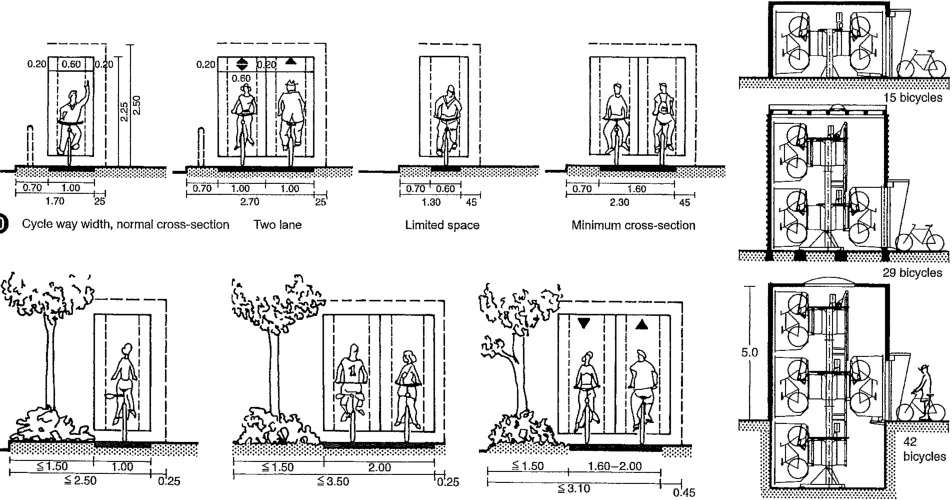 0.20 0.60 0.20
2.25
2.50
0.70 1.00
1.70 25
0.20 0.20
0.60
0.70 1.00 1.00
2.70 25
0.70 0.60
1.30 45
0.70 1.60
2.30 45
Cycle way width, normal cross-section
Two lane
Limited space
Minimum cross-section
≦1.50 1.00
≦2.50 0.25
1
≦1.50 2.00
≦3.50 0.25
≦1.50 1.60–2.00
≦3.10 0.45
15 bicycles
29 bicycles
5.0
42
bicycles